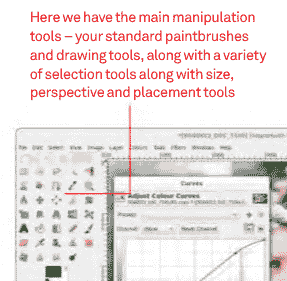 Here we have the main manipulation
tools – your standard paintbrushes
and drawing tools, along with a variety
of selection tools along with size,
perspective and placement tools
Curves
Adjust Colour Curves